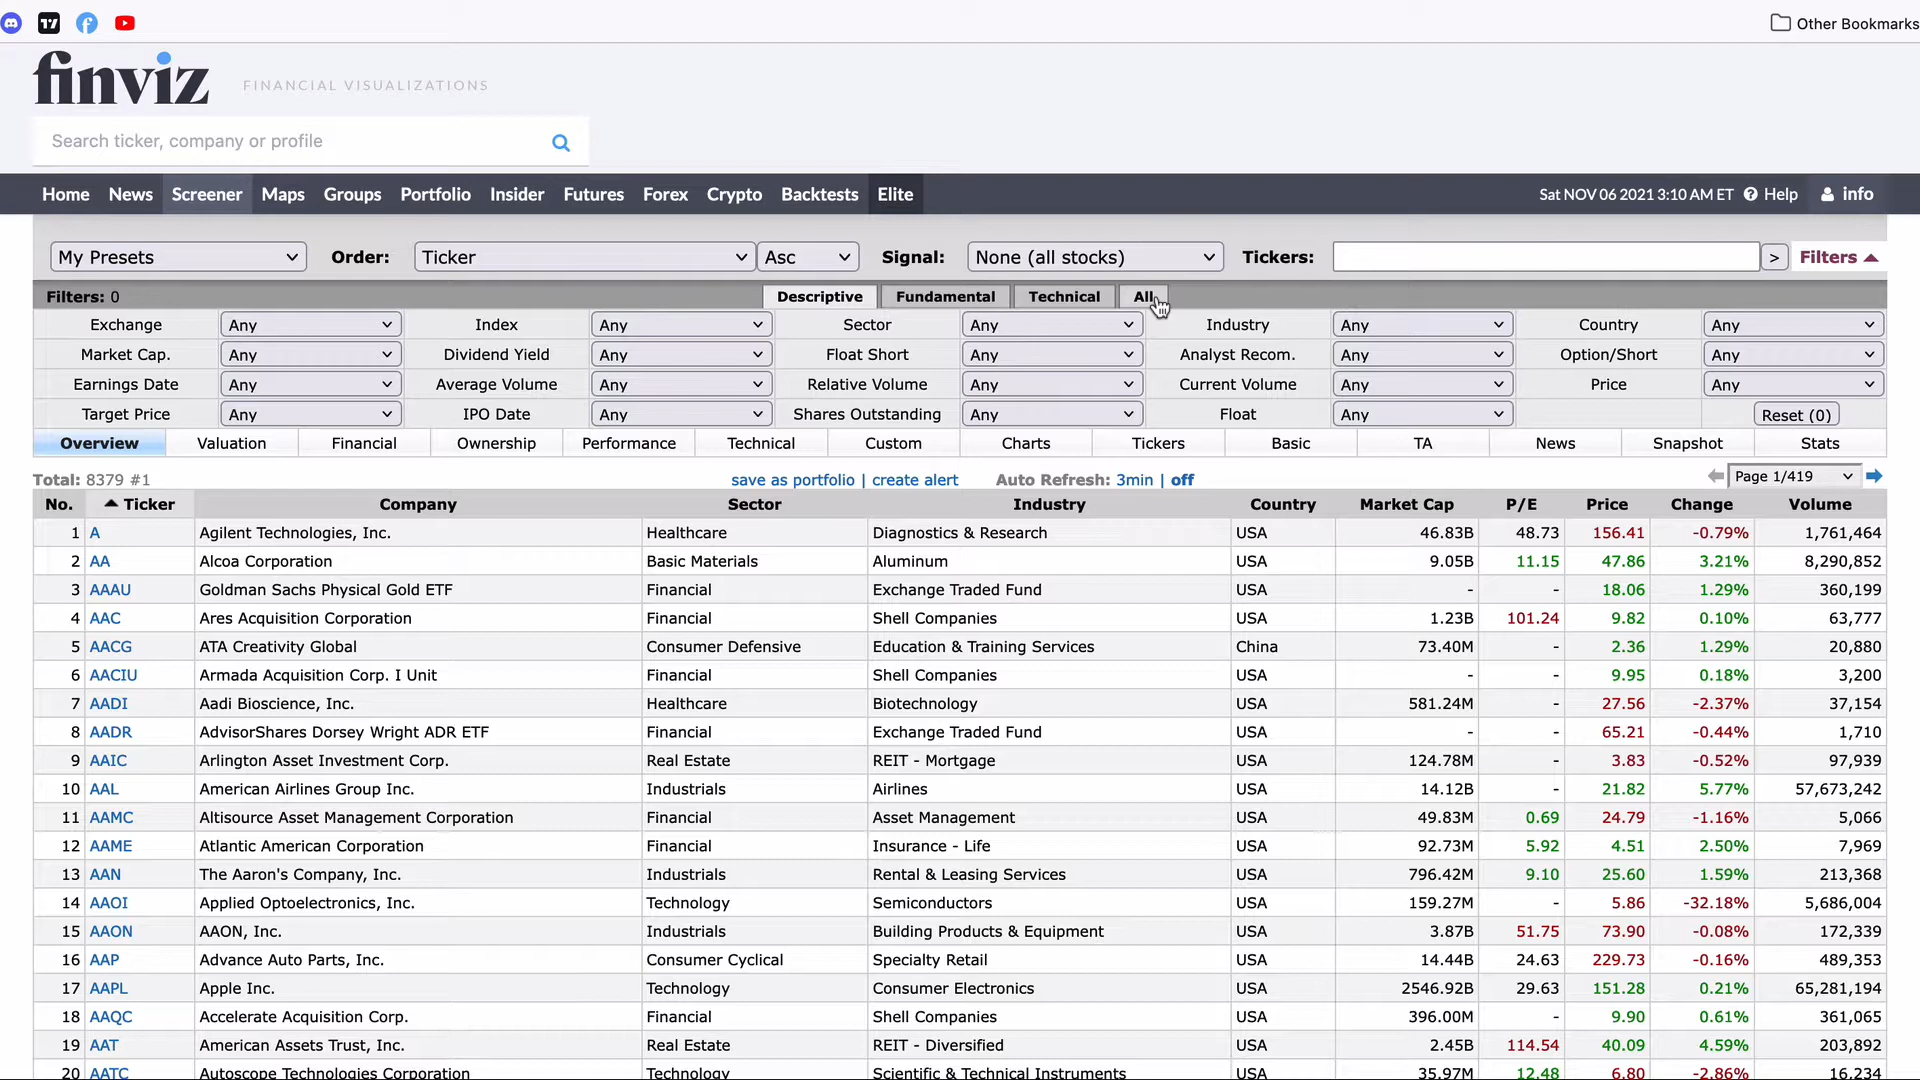 Other Bookmarks
finviz FINANCIAL VISUALIZATIONS
Search ticker, company or profile
Home News Screener Maps Groups Portfolio Insider Futures Forex Crypto Backtests Elite Sat NOV 06 2021 3:10 AM ET Help info
My Presets Order: Ticker Asc Signal: None (all stocks) Tickers: > Filters
Filters: 0 Descriptive Fundamental Technical All
Exchange Any Index Any Sector Any Industry Any Country Any
Market Cap. Any Dividend Yield Any Float Short Any Analyst Recom. Any Option/Short Any
Earnings Date Any Average Volume Any Relative Volume Any Current Volume Any Price Any
Target Price Any IPO Date Any Shares Outstanding Any Float Any Reset (0)
Overview Valuation Financial Ownership Performance Technical Custom Charts Tickers Basic TA News Snapshot Stats
Total: 8379 #1 save as portfolio | create alert Auto Refresh: 3min | off Page 1/419
No. Ticker Company Sector Industry Country Market Cap P/E Price Change Volume
1 A Agilent Technologies, Inc. Healthcare Diagnostics & Research USA 46.83B 48.73 156.41 -0.79% 1,761,464
2 AA Alcoa Corporation Basic Materials Aluminum USA 9.05B 11.15 47.86 3.21% 8,290,852
3 AAAU Goldman Sachs Physical Gold ETF Financial Exchange Traded Fund USA - - 18.06 1.29% 360,199
4 AAC Ares Acquisition Corporation Financial Shell Companies USA 1.23B 101.24 9.82 0.10% 63,777
5 AACG ATA Creativity Global Consumer Defensive Education & Training Services China 73.40M - 2.36 1.29% 20,880
6 AACIU Armada Acquisition Corp. I Unit Financial Shell Companies USA - - 9.95 0.18% 3,200
7 AADI Aadi Bioscience, Inc. Healthcare Biotechnology USA 581.24M - 27.56 -2.37% 37,154
8 AADR AdvisorShares Dorsey Wright ADR ETF Financial Exchange Traded Fund USA - - 65.21 -0.44% 1,710
9 AAIC Arlington Asset Investment Corp. Real Estate REIT - Mortgage USA 124.78M - 3.83 -0.52% 97,939
10 AAL American Airlines Group Inc. Industrials Airlines USA 14.12B - 21.82 5.77% 57,673,242
11 AAMC Altisource Asset Management Corporation Financial Asset Management USA 49.83M 0.69 24.79 -1.16% 5,066
12 AAME Atlantic American Corporation Financial Insurance - Life USA 92.73M 5.92 4.51 2.50% 7,969
13 AAN The Aaron's Company, Inc. Industrials Rental & Leasing Services USA 796.42M 9.10 25.60 1.59% 213,368
14 AAOI Applied Optoelectronics, Inc. Technology Semiconductors USA 159.27M - 5.86 -32.18% 5,686,004
15 AAON AAON, Inc. Industrials Building Products & Equipment USA 3.87B 51.75 73.90 -0.08% 172,339
16 AAP Advance Auto Parts, Inc. Consumer Cyclical Specialty Retail USA 14.44B 24.63 229.73 -0.16% 489,353
17 AAPL Apple Inc. Technology Consumer Electronics USA 2546.92B 29.63 151.28 0.21% 65,281,194
18 AAQC Accelerate Acquisition Corp. Financial Shell Companies USA 396.00M - 9.90 0.61% 361,065
19 AAT American Assets Trust, Inc. Real Estate REIT - Diversified USA 2.45B 114.54 40.09 4.59% 203,892
20 AATC Autoscope Technologies Corporation Technology Scientific & Technical Instruments USA 35.97M 12.48 6.80 -2.86% 16,234